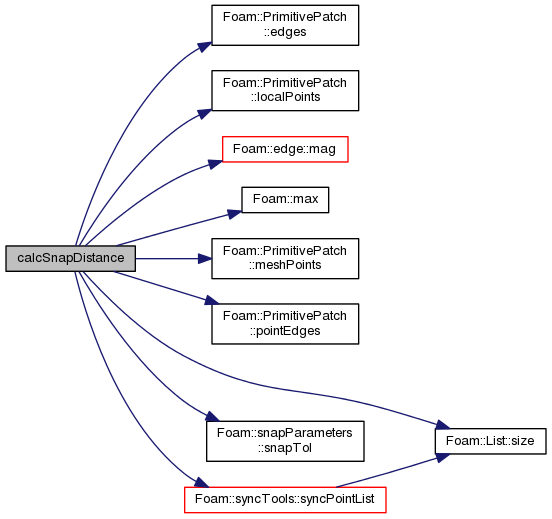 Foam::PrimitivePatch
::edges
Foam::PrimitivePatch
::localPoints
Foam::edge::mag
Foam::max
calcSnapDistance
Foam::PrimitivePatch
::meshPoints
Foam::PrimitivePatch
::pointEdges
Foam::snapParameters
::snapTol
Foam::List::size
Foam::syncTools::syncPointList